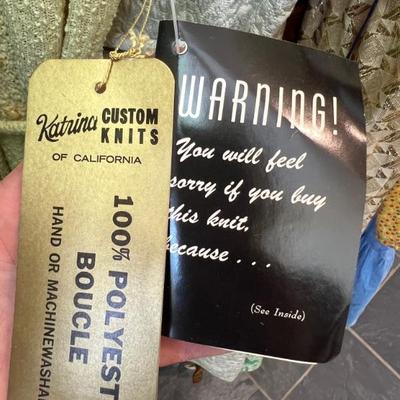 Katrina CUSTOM
KNITS
OF CALIFORNIA
100% POLYEST
BOUCLE
HAND OR MACHINEWASHA
WARNING!
You will feel
sorry if you buy
this knit,
because . . .
(See Inside)